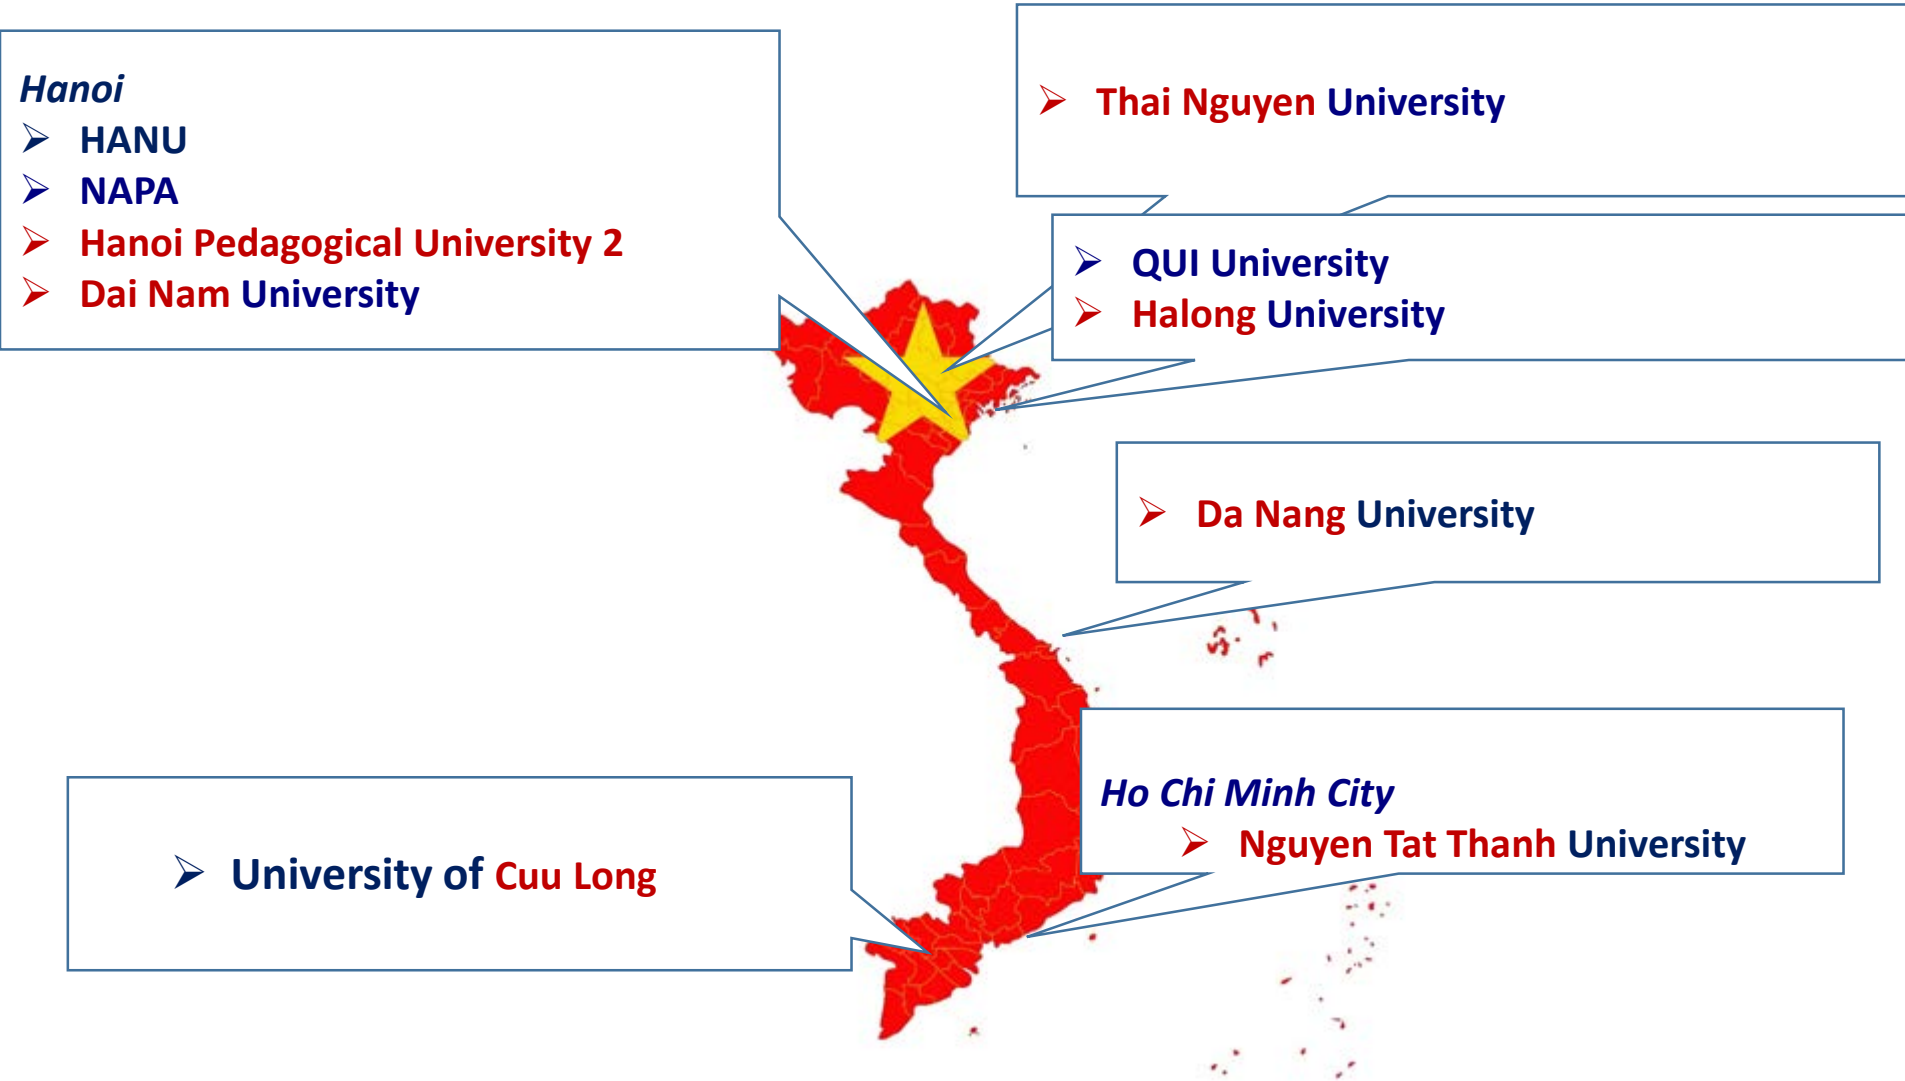 Hanoi
➢ HANU
➢ NAPA
➢ Hanoi Pedagogical University 2
➢ Dai Nam University
➢ Thai Nguyen University
➢ QUI University
➢ Halong University
➢ Da Nang University
Ho Chi Minh City
➢ Nguyen Tat Thanh University
➢ University of Cuu Long